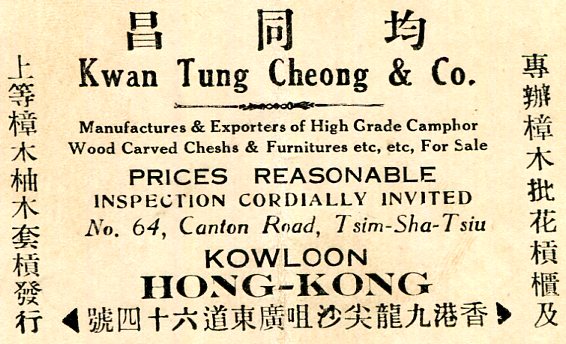 均同昌
Kwan Tung Cheong & Co.
Manufactures & Exporters of High Grade Camphor
Wood Carved Cheshs & Furnitures etc, etc, For Sale
PRICES REASONABLE
INSPECTION CORDIALLY INVITED
No. 64, Canton Road, Tsim-Sha-Tsiu
KOWLOON
HONG-KONG
香港九龍尖沙咀廣東道六十四號
專辦樟木批花槓櫃及
上等樟木柚木套槓發行